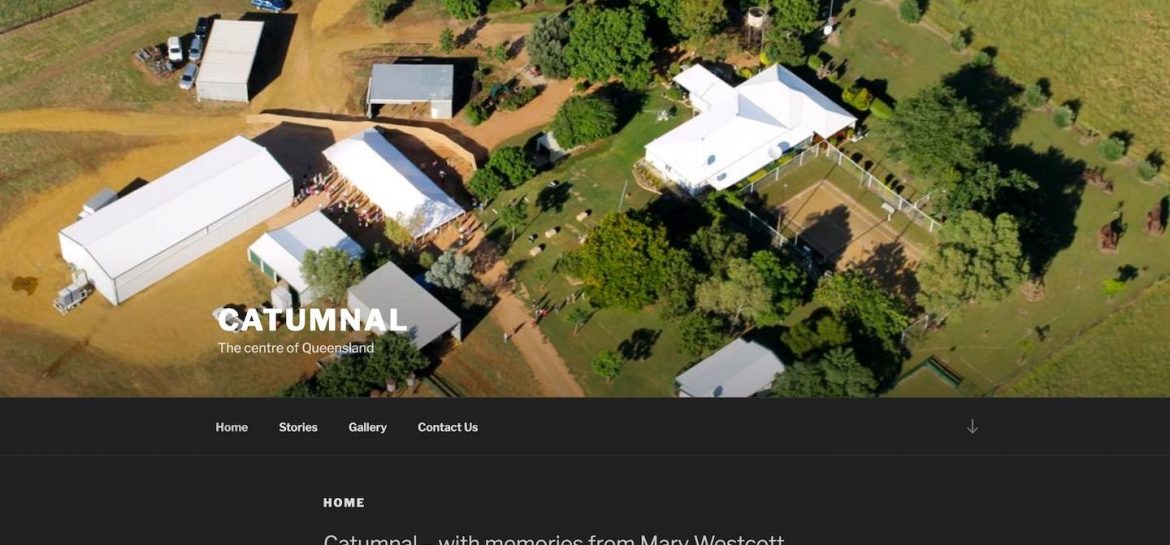 CATUMNAL
The centre of Queensland
Home Stories Gallery Contact Us
HOME
Catumnal – with memories from Mary Westcott